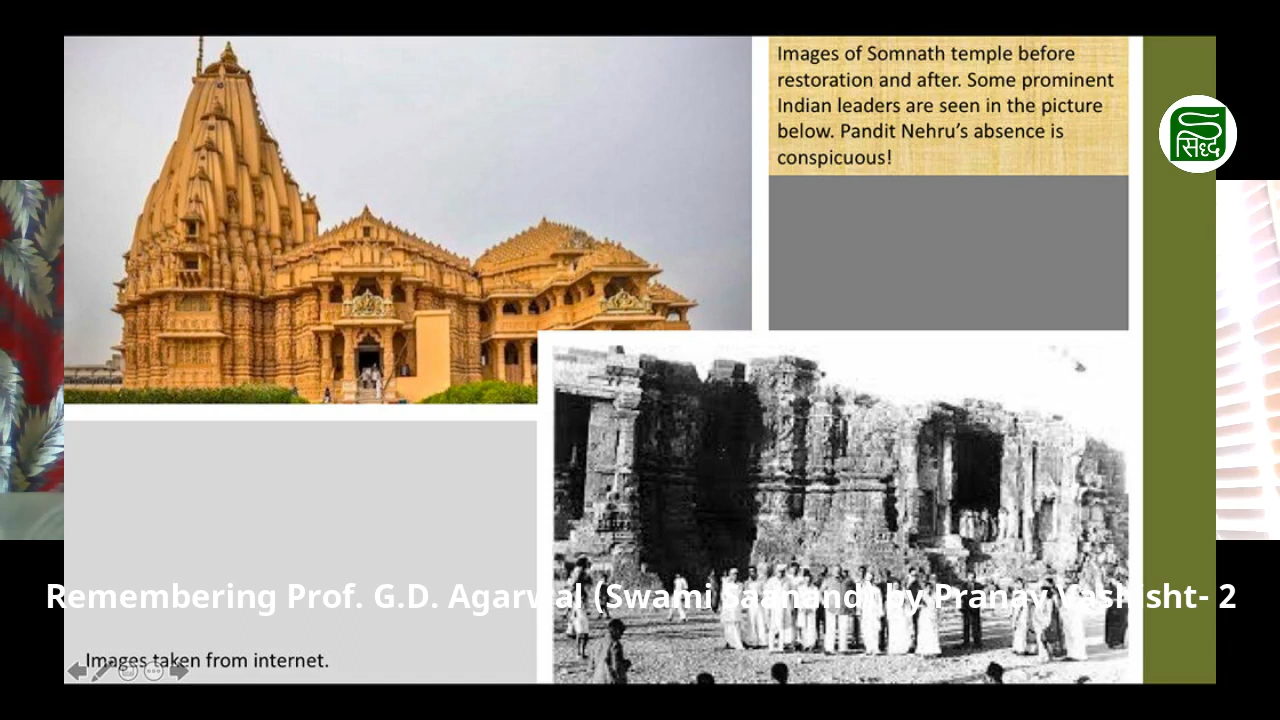 Images of Somnath temple before
restoration and after. Some prominent
Indian leaders are seen in the picture
below. Pandit Nehru's absence is
conspicuous!
सिद्ध
Remembering Prof. G.D. Agarwal (Swami Saanand) by Pranav Vashisht- 2
Images taken from internet.